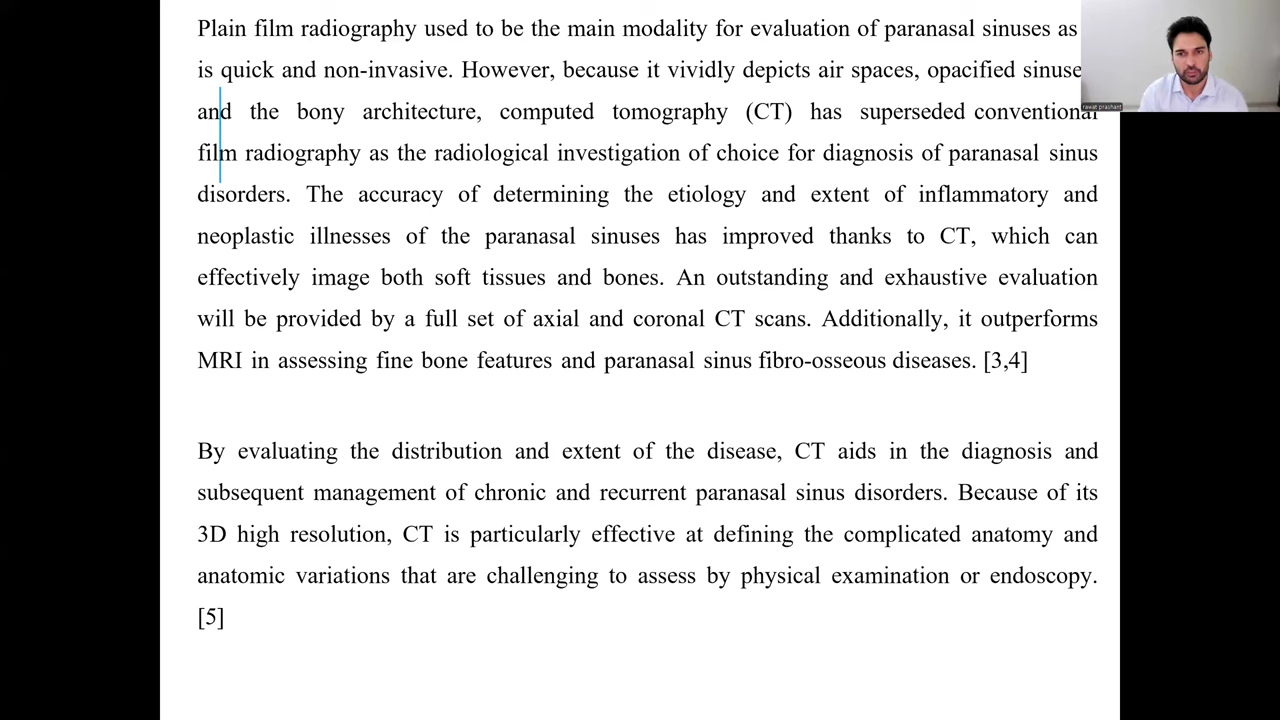 Plain film radiography used to be the main modality for evaluation of paranasal sinuses as
is quick and non-invasive. However, because it vividly depicts air spaces, opacified sinuse
and the bony architecture, computed tomography (CT) has superseded conventional
film radiography as the radiological investigation of choice for diagnosis of paranasal sinus
disorders. The accuracy of determining the etiology and extent of inflammatory and
neoplastic illnesses of the paranasal sinuses has improved thanks to CT, which can
effectively image both soft tissues and bones. An outstanding and exhaustive evaluation
will be provided by a full set of axial and coronal CT scans. Additionally, it outperforms
MRI in assessing fine bone features and paranasal sinus fibro-osseous diseases. [3,4]
By evaluating the distribution and extent of the disease, CT aids in the diagnosis and
subsequent management of chronic and recurrent paranasal sinus disorders. Because of its
3D high resolution, CT is particularly effective at defining the complicated anatomy and
anatomic variations that are challenging to assess by physical examination or endoscopy.
[5]
rawat prashant